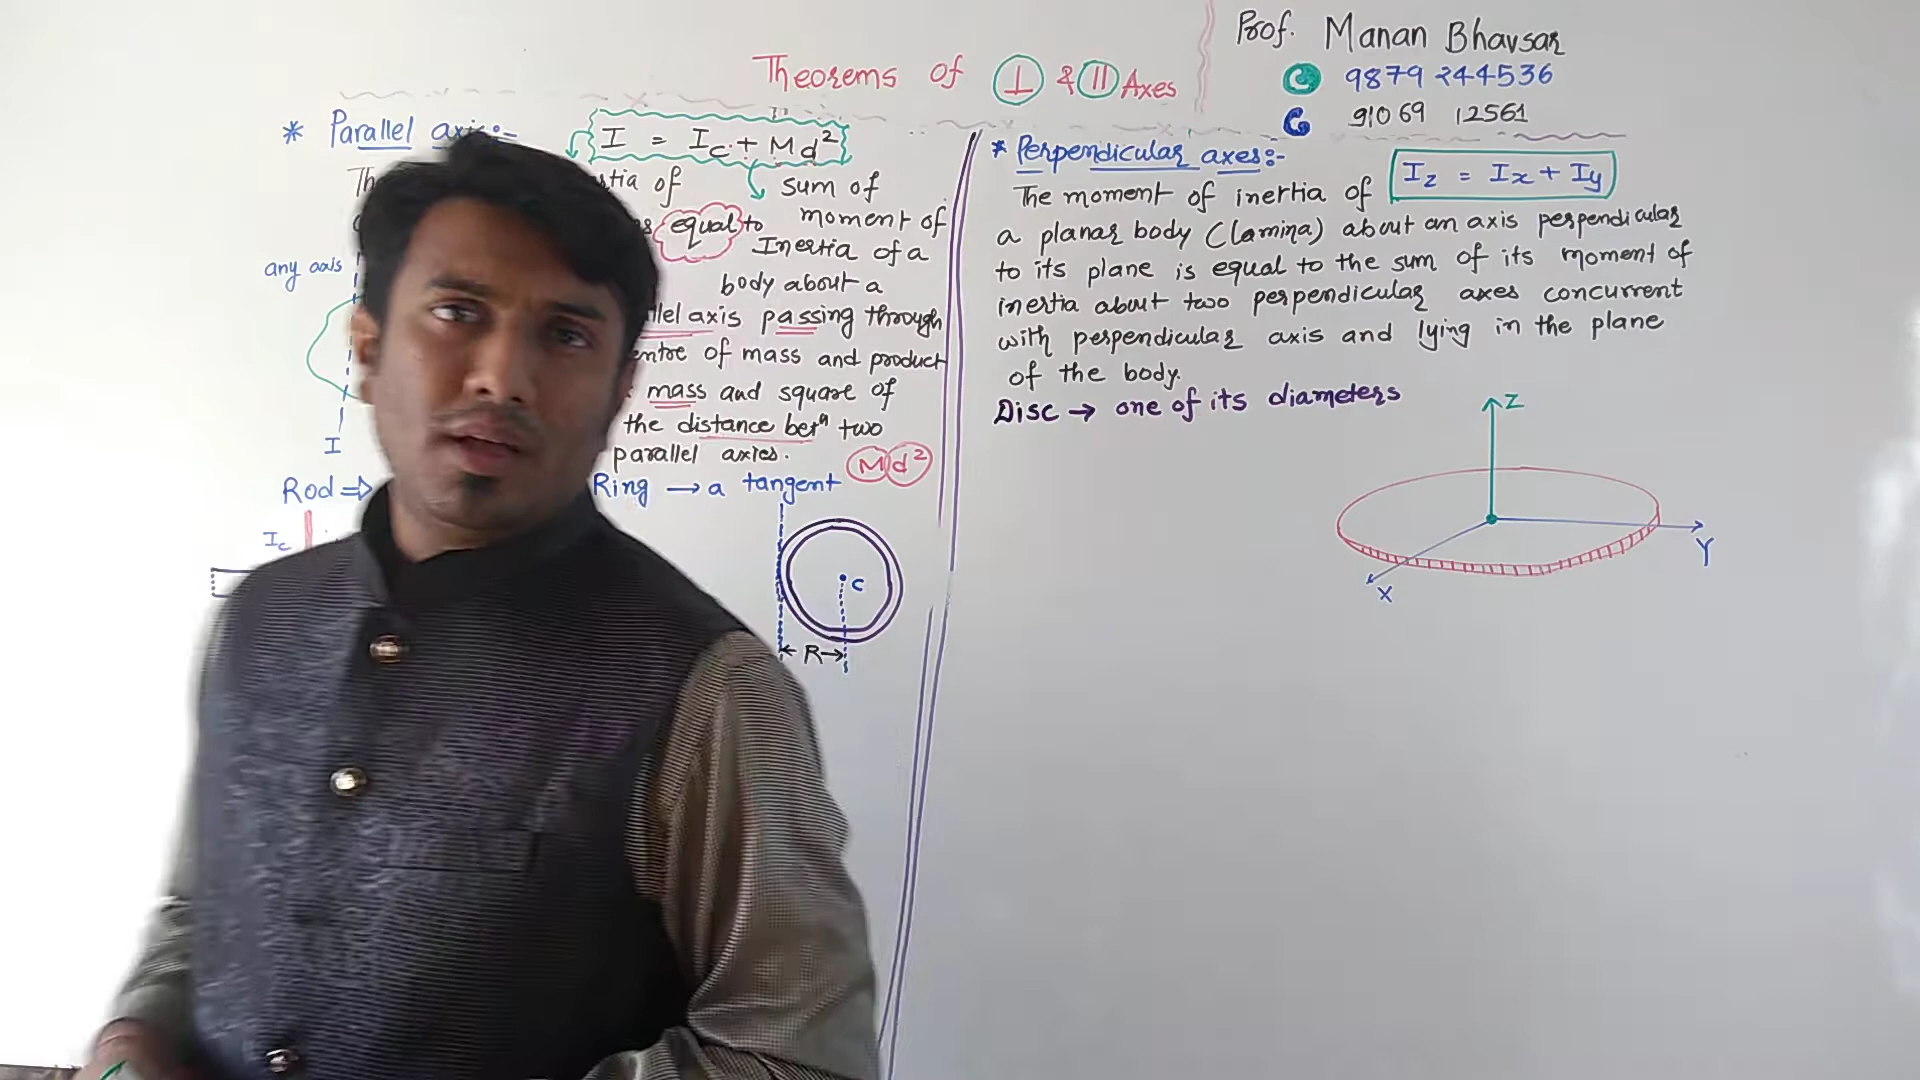 Prof. Manan Bhavsar
9879 244536
91069 12561
Theorems of ⊥ & || Axes
* Parallel axis:-
I = Ic + Md²
of
sum of
equal to moment of
Inertia of a
any axis
body about a
axis passing through
of mass and product
mass and square of
the distance betⁿ two
I
parallel axies.
Md²
Rod ⇒
Ring → a tangent
Ic
C
R
* Perpendicular axes:-
Iz = Ix + Iy
The moment of inertia of
a planar body (lamina) about an axis perpendicular
to its plane is equal to the sum of its moment of
inertia about two perpendicular axes concurrent
with perpendicular axis and lying in the plane
of the body.
Disc → one of its diameters
Z
Y
X